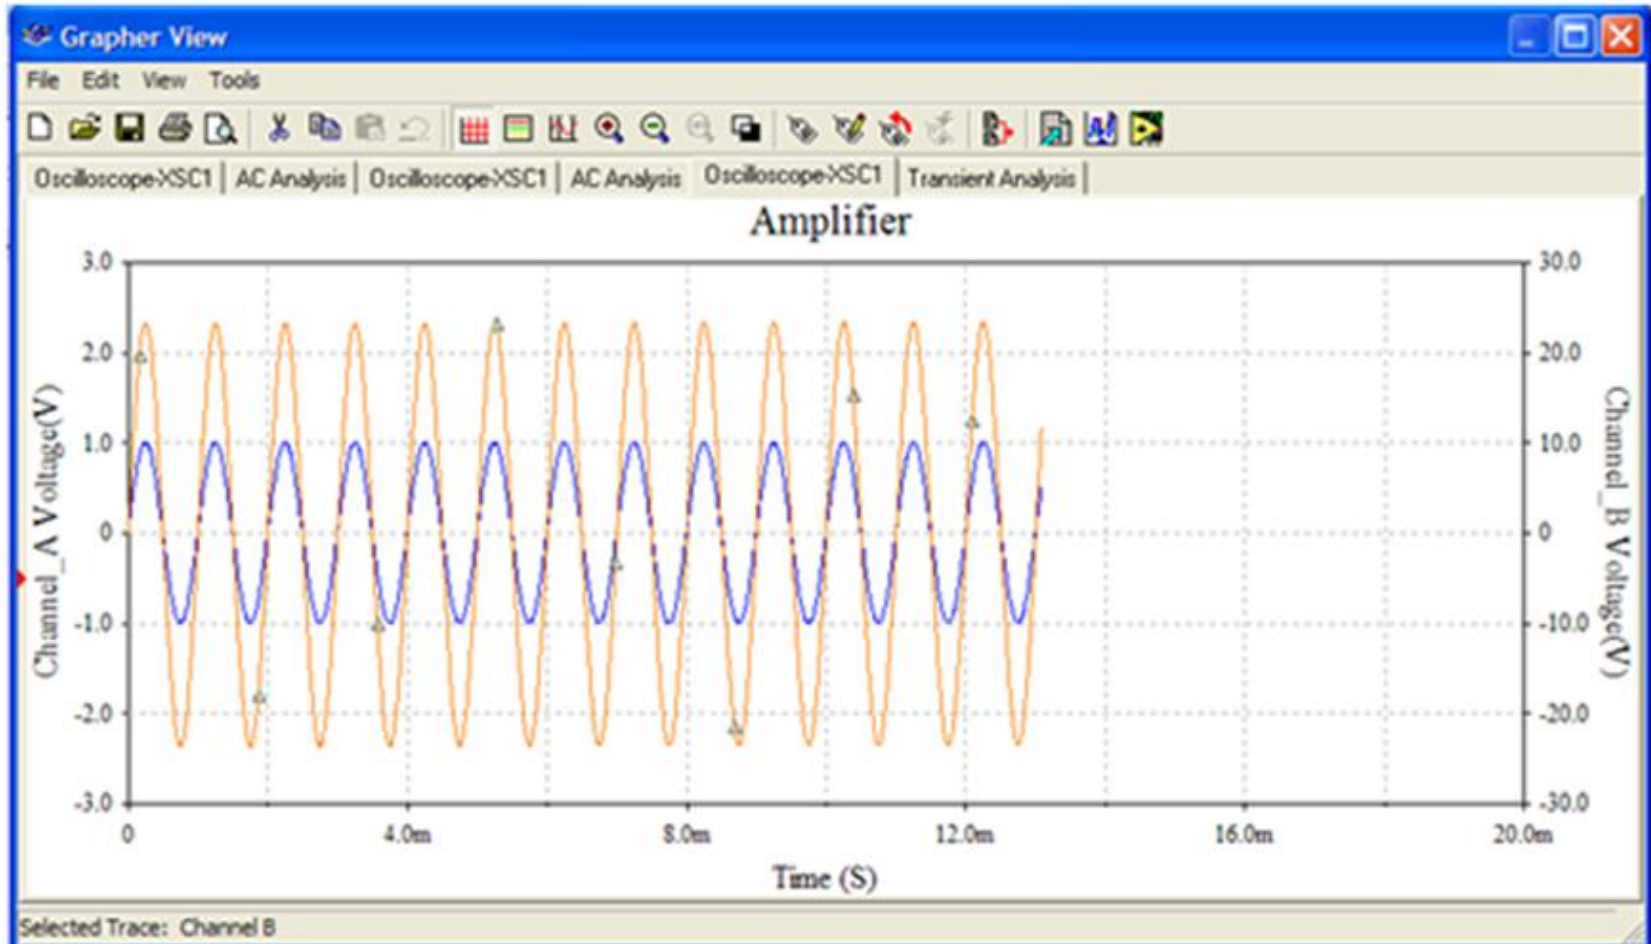 Grapher View
File Edit View Tools
Oscilloscope-XSC1 AC Analysis Oscilloscope-XSC1 AC Analysis Oscilloscope-XSC1 Transient Analysis
Amplifier
3.0 30.0
2.0 20.0
1.0 10.0
0 0
-1.0 -10.0
-2.0 -20.0
-3.0 -30.0
Channel_A Voltage(V)
Channel_B Voltage(V)
0 4.0m 8.0m 12.0m 16.0m 20.0m
Time (S)
Selected Trace: Channel B